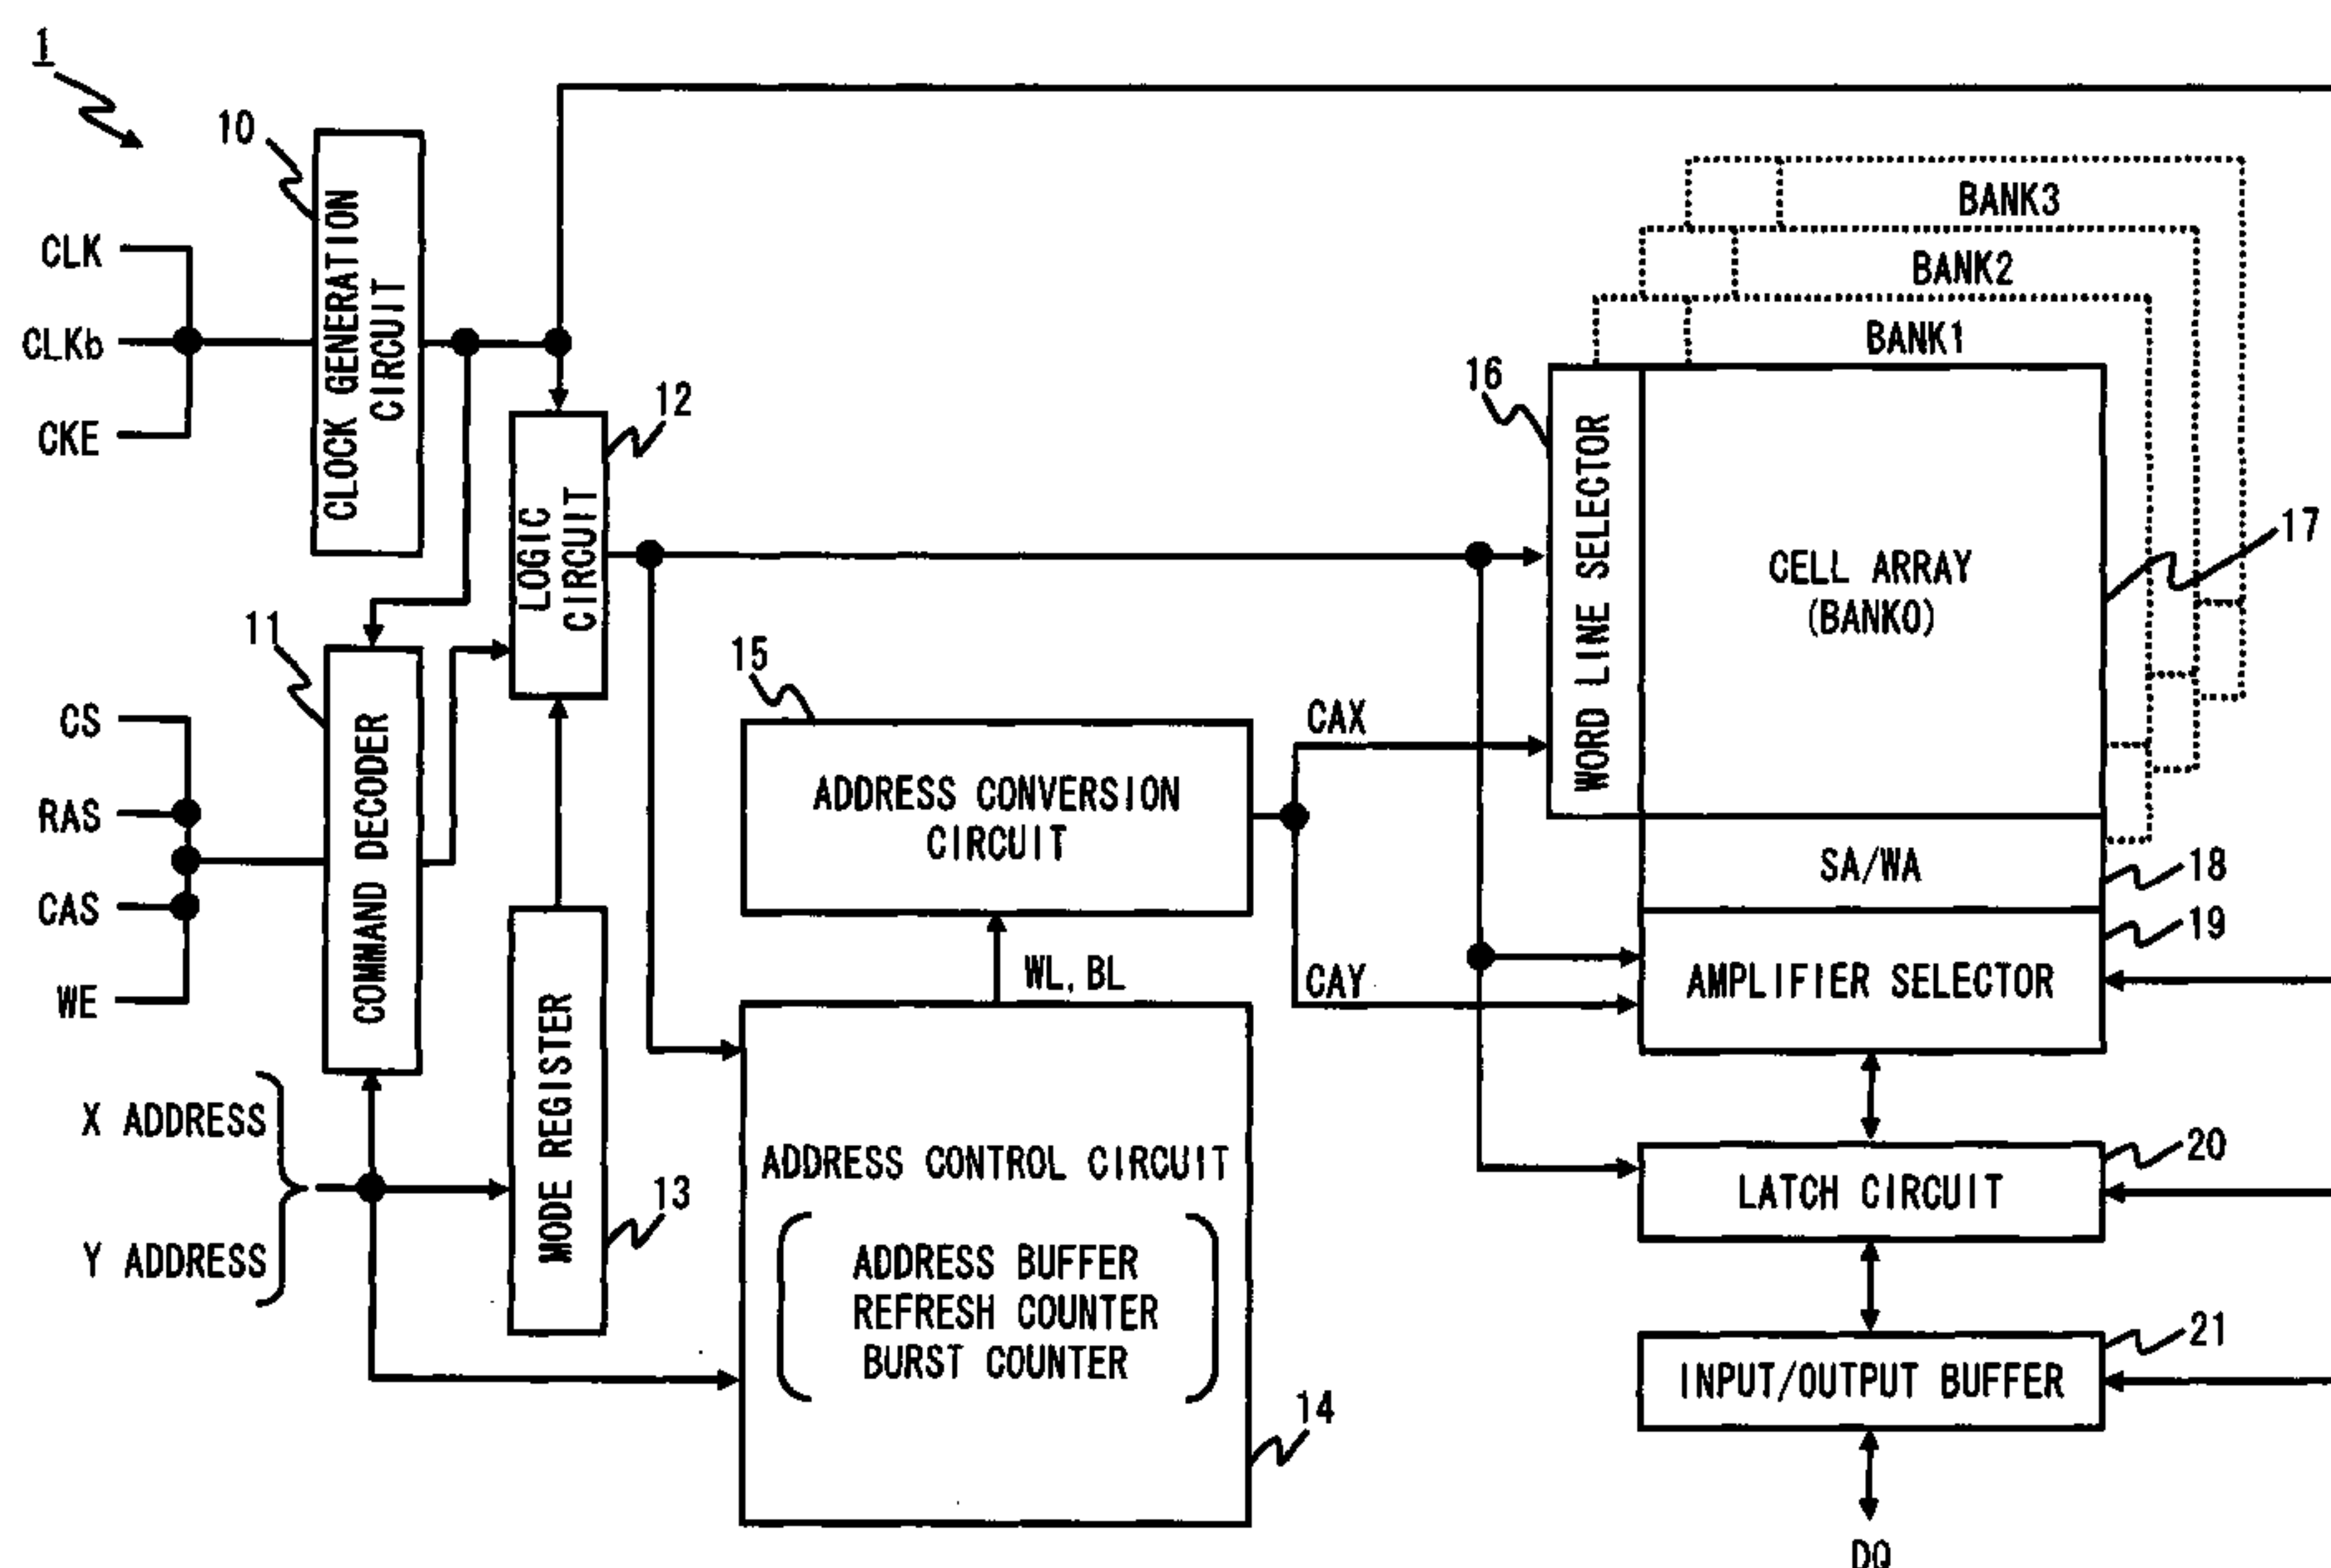 1
10
CLOCK GENERATION
CIRCUIT
CLK
CLKb
CKE
12
LOGIC
CIRCUIT
11
COMMAND DECODER
CS
RAS
CAS
WE
X ADDRESS
Y ADDRESS
MODE REGISTER
13
15
ADDRESS CONVERSION
CIRCUIT
WL, BL
ADDRESS CONTROL CIRCUIT
ADDRESS BUFFER
REFRESH COUNTER
BURST COUNTER
14
CAX
CAY
BANK3
BANK2
BANK1
16
WORD LINE SELECTOR
CELL ARRAY
(BANK0)
17
SA/WA
18
AMPLIFIER SELECTOR
19
LATCH CIRCUIT
20
INPUT/OUTPUT BUFFER
21
DQ